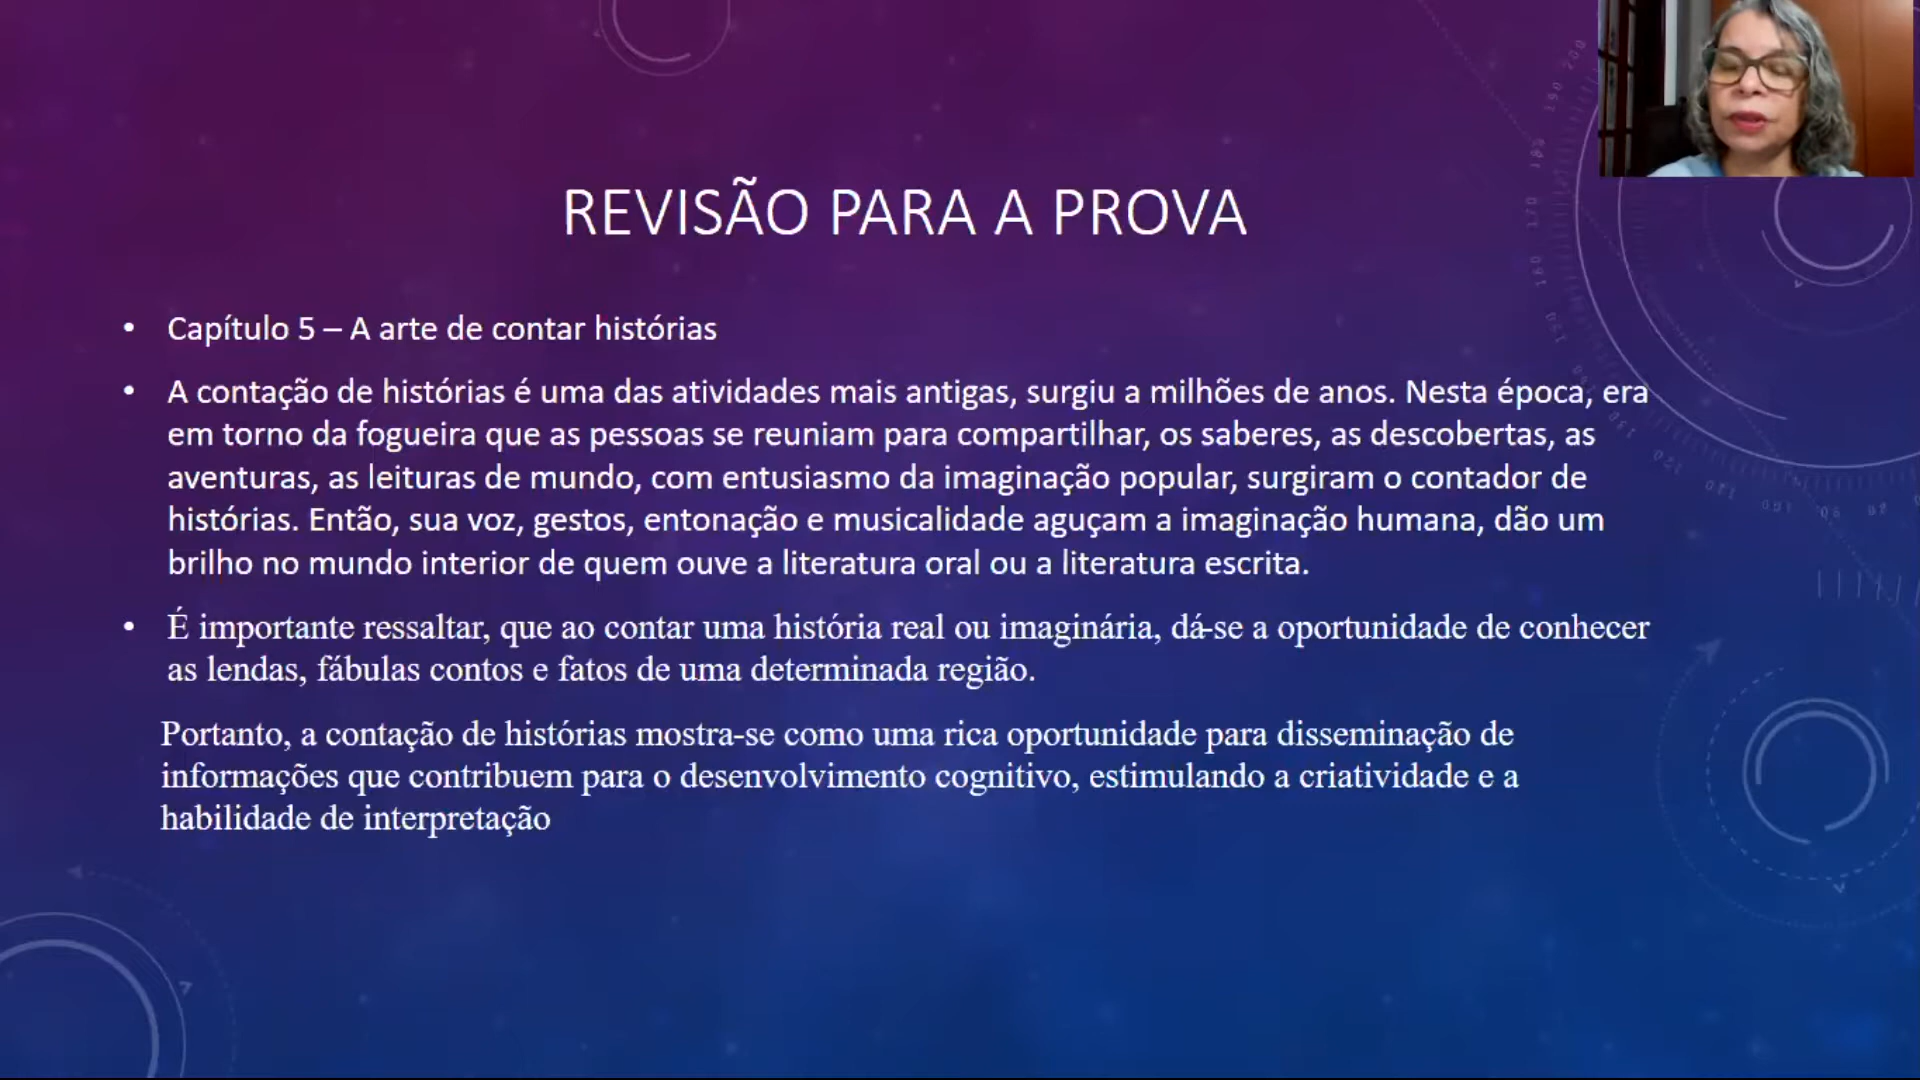 REVISÃO PARA A PROVA
• Capítulo 5 – A arte de contar histórias
• A contação de histórias é uma das atividades mais antigas, surgiu a milhões de anos. Nesta época, era
em torno da fogueira que as pessoas se reuniam para compartilhar, os saberes, as descobertas, as
aventuras, as leituras de mundo, com entusiasmo da imaginação popular, surgiram o contador de
histórias. Então, sua voz, gestos, entonação e musicalidade aguçam a imaginação humana, dão um
brilho no mundo interior de quem ouve a literatura oral ou a literatura escrita.
• É importante ressaltar, que ao contar uma história real ou imaginária, dá-se a oportunidade de conhecer
as lendas, fábulas contos e fatos de uma determinada região.
Portanto, a contação de histórias mostra-se como uma rica oportunidade para disseminação de
informações que contribuem para o desenvolvimento cognitivo, estimulando a criatividade e a
habilidade de interpretação